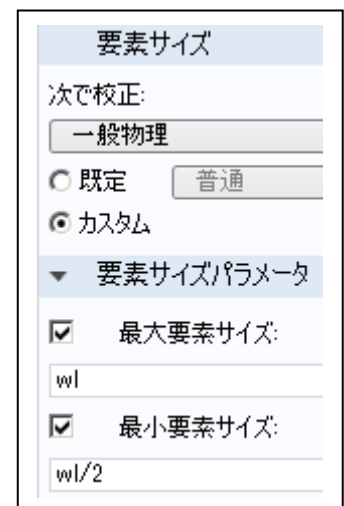 要素サイズ
次で校正:
一般物理
既定 普通
カスタム
要素サイズパラメータ
最大要素サイズ:
wl
最小要素サイズ:
wl/2